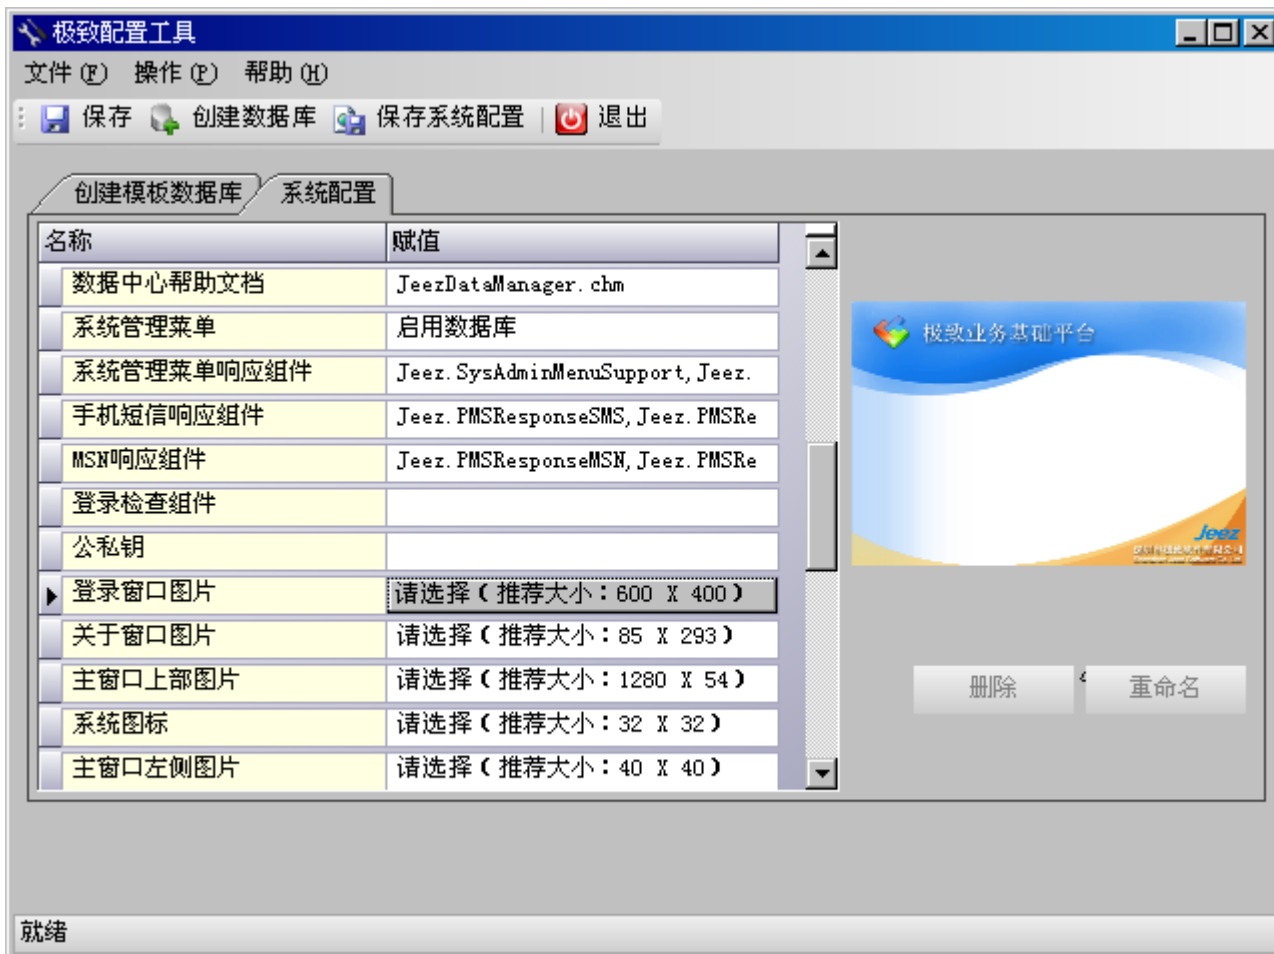 极致配置工具
文件(F) 操作(P) 帮助(H)
保存 创建数据库 保存系统配置 退出
创建模板数据库 系统配置
名称 赋值
数据中心帮助文档 JeezDataManager.chm
系统管理菜单 启用数据库
系统管理菜单响应组件 Jeez.SysAdminMenuSupport,Jeez.
手机短信响应组件 Jeez.PMSResponseSMS,Jeez.PMSRe
MSN响应组件 Jeez.PMSResponseMSN,Jeez.PMSRe
登录检查组件
公私钥
登录窗口图片 请选择(推荐大小:600 X 400)
关于窗口图片 请选择(推荐大小:85 X 293)
主窗口上部图片 请选择(推荐大小:1280 X 54)
系统图标 请选择(推荐大小:32 X 32)
主窗口左侧图片 请选择(推荐大小:40 X 40)
极致业务基础平台
Jeez
删除 重命名
就绪